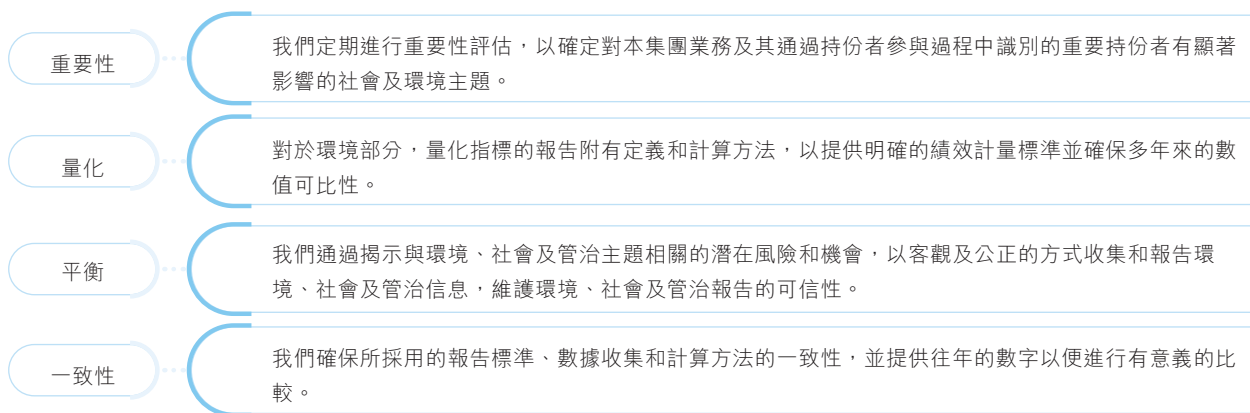 重要性
我們定期進行重要性評估，以確定對本集團業務及其通過持份者參與過程中識別的重要持份者有顯著
影響的社會及環境主題。
量化
對於環境部分，量化指標的報告附有定義和計算方法，以提供明確的績效計量標準並確保多年來的數
值可比性。
平衡
我們通過揭示與環境、社會及管治主題相關的潛在風險和機會，以客觀及公正的方式收集和報告環
境、社會及管治信息，維護環境、社會及管治報告的可信性。
一致性
我們確保所採用的報告標準、數據收集和計算方法的一致性，並提供往年的數字以便進行有意義的比
較。